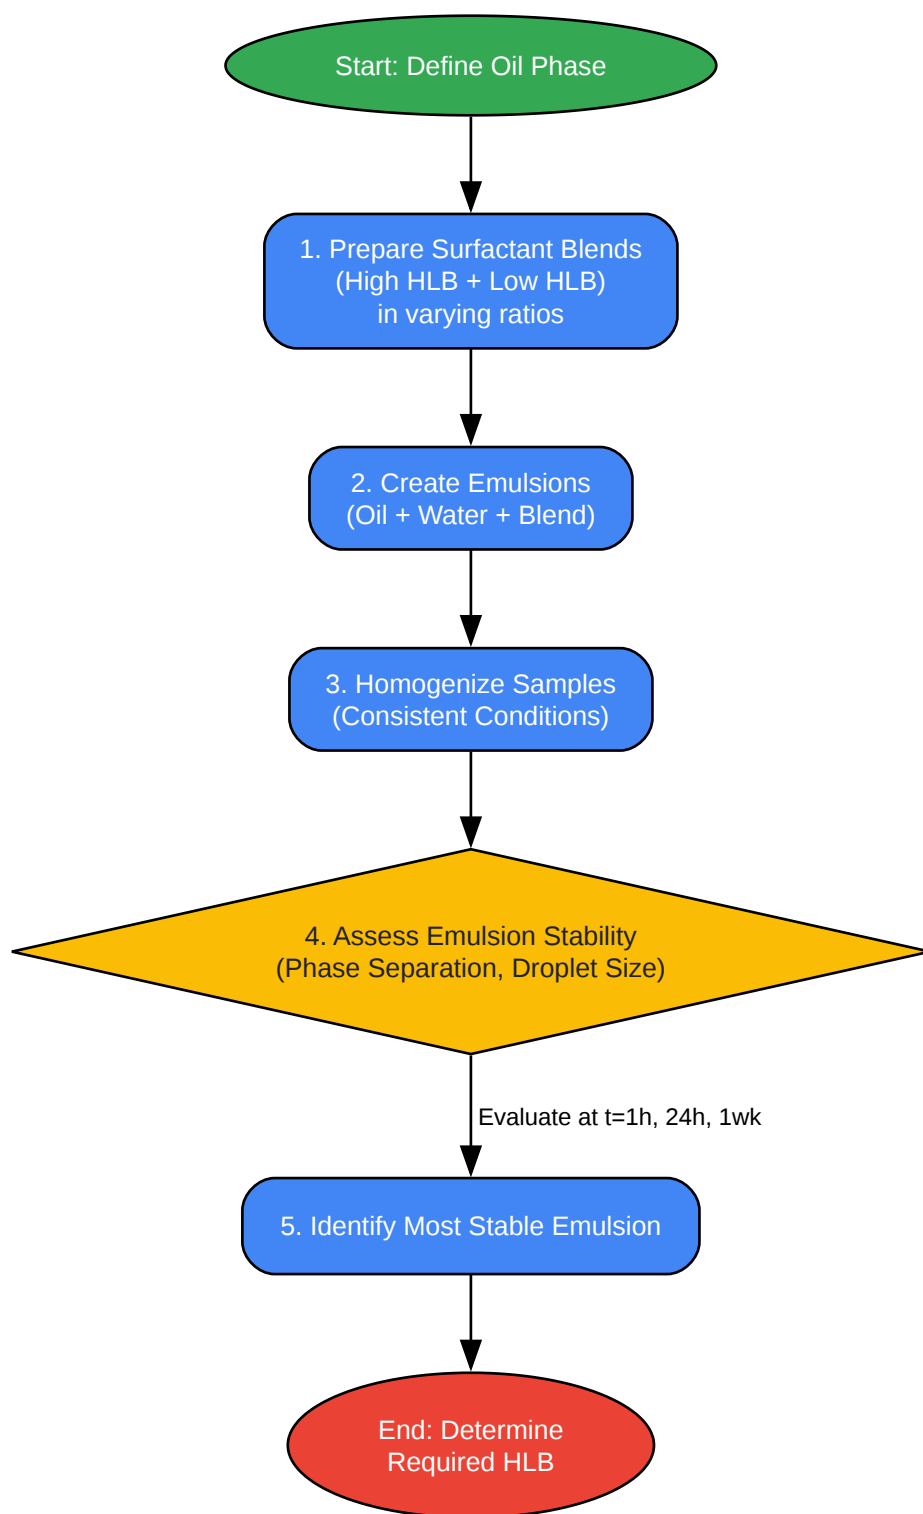 Start: Define Oil Phase
1. Prepare Surfactant Blends
(High HLB + Low HLB)
in varying ratios
2. Create Emulsions
(Oil + Water + Blend)
3. Homogenize Samples
(Consistent Conditions)
4. Assess Emulsion Stability
(Phase Separation, Droplet Size)
Evaluate at t=1h, 24h, 1wk
5. Identify Most Stable Emulsion
End: Determine
Required HLB